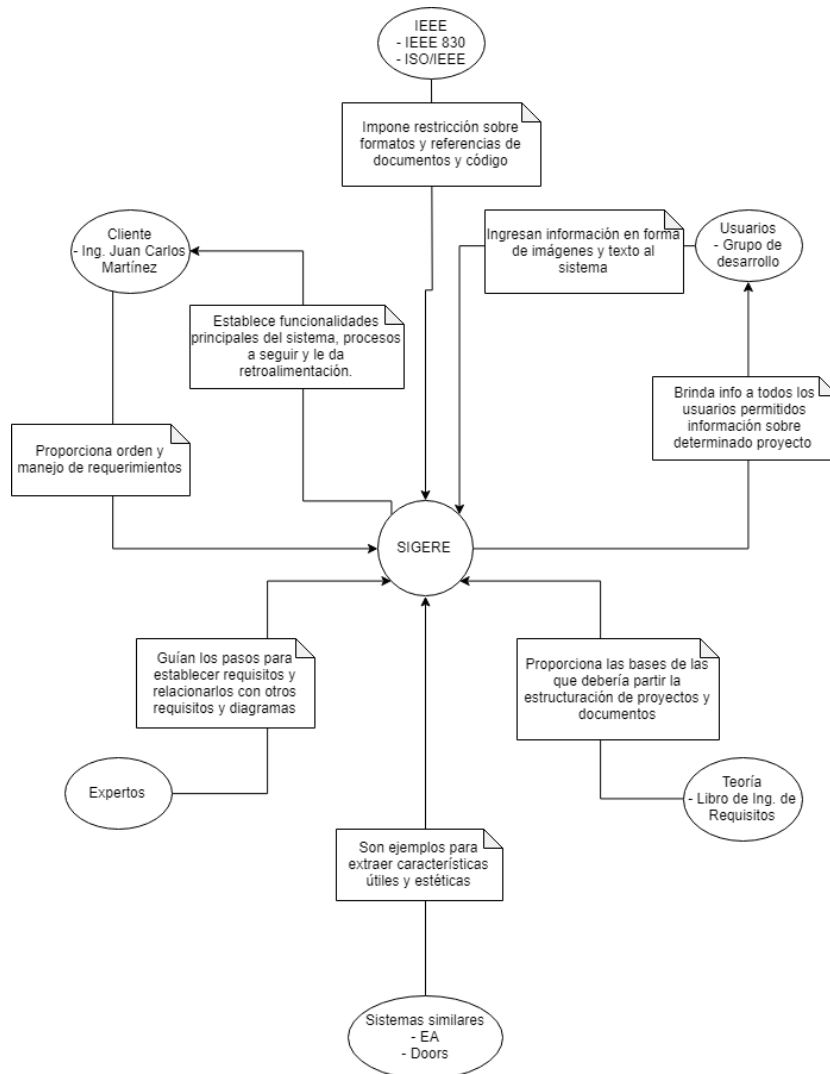 IEEE
- IEEE 830
- ISO/IEEE
Impone restricción sobre
formatos y referencias de
documentos y código
Cliente
- Ing. Juan Carlos
Martínez
Ingresan información en forma
de imágenes y texto al
sistema
Usuarios
- Grupo de
desarrollo
Establece funcionalidades
principales del sistema, procesos
a seguir y le da
retroalimentación.
Brinda info a todos los
usuarios permitidos
información sobre
determinado proyecto
Proporciona orden y
manejo de requerimientos
SIGERE
Guían los pasos para
establecer requisitos y
relacionarlos con otros
requisitos y diagramas
Proporciona las bases de las
que debería partir la
estructuración de proyectos y
documentos
Expertos
Teoría
- Libro de Ing. de
Requisitos
Son ejemplos para
extraer características
útiles y estéticas
Sistemas similares
- EA
- Doors